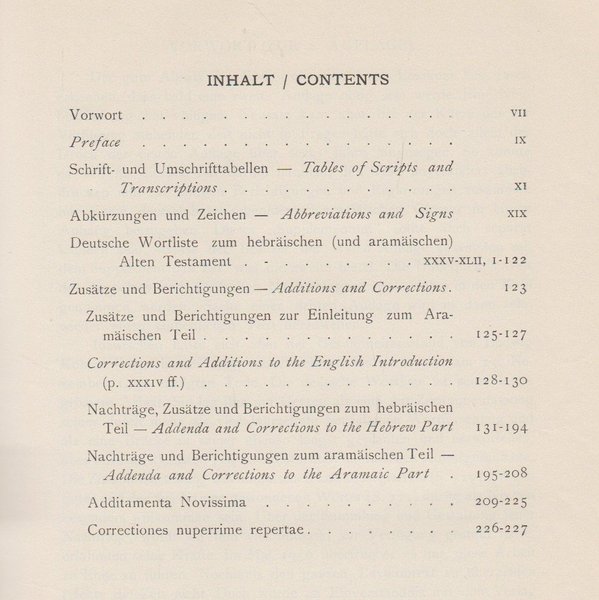 INHALT / CONTENTS
Vorwort . . . . . . . . . . . . . . . VII
Preface . . . . . . . . . . . . . . . IX
Schrift- und Umschrifttabellen — Tables of Scripts and
Transcriptions . . . . . . . . . . . . XI
Abkürzungen und Zeichen — Abbreviations and Signs XIX
Deutsche Wortliste zum hebräischen (und aramäischen)
Alten Testament . - . . . . . . . XXXV-XLII, 1-122
Zusätze und Berichtigungen — Additions and Corrections . 123
Zusätze und Berichtigungen zur Einleitung zum Ara-
mäischen Teil . . . . . . . . . . . . 125-127
Corrections and Additions to the English Introduction
(p. XXXIV ff.) . . . . . . . . . . . . 128-130
Nachträge, Zusätze und Berichtigungen zum hebräischen
Teil — Addenda and Corrections to the Hebrew Part 131-194
Nachträge und Berichtigungen zum aramäischen Teil —
Addenda and Corrections to the Aramaic Part . 195-208
Additamenta Novissima . . . . . . . . . 209-225
Correctiones nuperrime repertae . . . . . . . 226-227